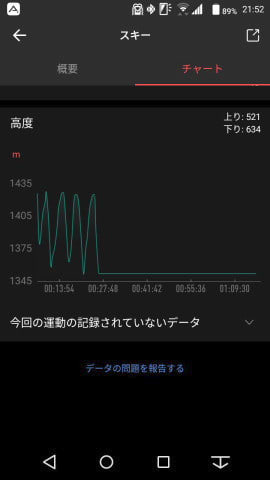 A
89% 21:52
スキー
概要
チャート
高度
上り: 521
下り: 634
m
1435
1405
1375
1345
00:13:54 00:27:48 00:41:42 00:55:36 01:09:30
今回の運動の記録されていないデータ
データの問題を報告する